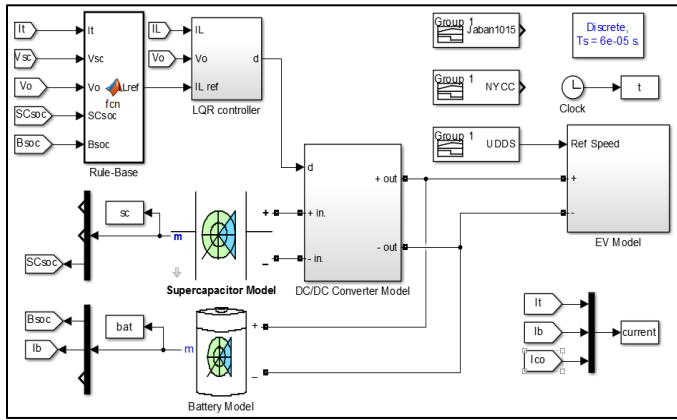 It
Vsc
Vo
SCsoc
Bsoc
It
Vsc
Vo
SCsoc
Bsoc
fcn
ILref
Rule-Base
IL
Vo
IL
Vo
IL ref
d
LQR controller
Group 1
Jaban1015
Group 1
NYCC
Group 1
UDDS
Discrete,
Ts = 6e-05 s.
Clock
t
Ref Speed
+
-
EV Model
d
+ in.
- in.
+ out
- out
DC/DC Converter Model
sc
SCsoc
m
+
_
Supercapacitor Model
Bsoc
Ib
bat
m
+
_
Battery Model
It
Ib
Ico
current